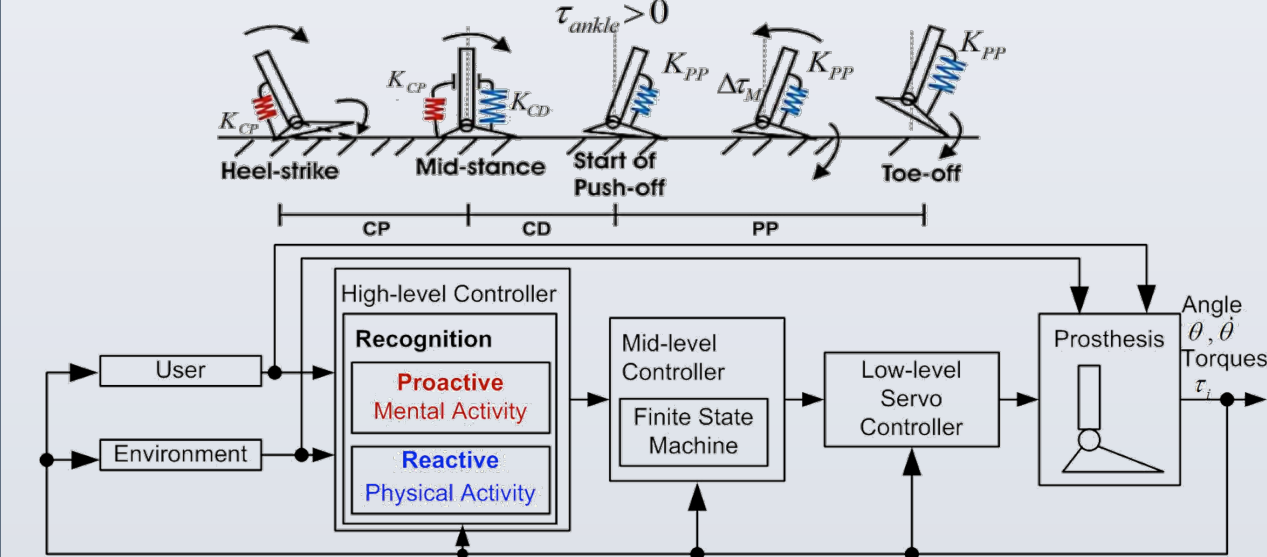 τankle>0
KCP
KCP
KCD
KPP
ΔτM
KPP
KPP
Heel-strike
Mid-stance
Start of
Push-off
Toe-off
CP
CD
PP
High-level Controller
Recognition
Proactive
Mental Activity
Reactive
Physical Activity
User
Environment
Mid-level
Controller
Finite State
Machine
Low-level
Servo
Controller
Prosthesis
Angle
θ, θ̇
Torques
τi